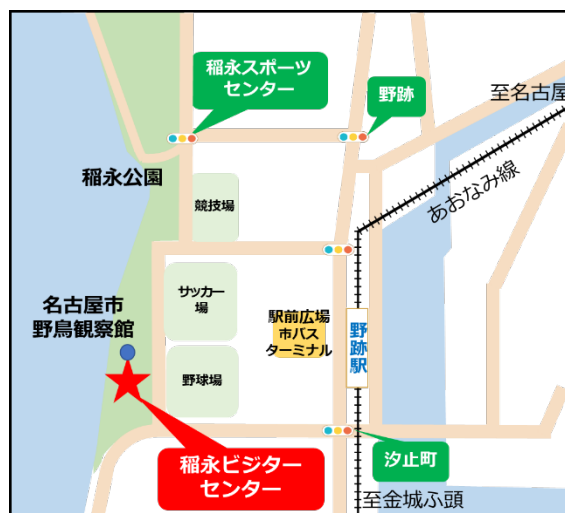 稲永スポーツ
センター
野跡
至名古屋
稲永公園
あおなみ線
競技場
サッカー
場
名古屋市
野鳥観察館
駅前広場
市バス
ターミナル
野跡駅
野球場
稲永ビジター
センター
汐止町
至金城ふ頭